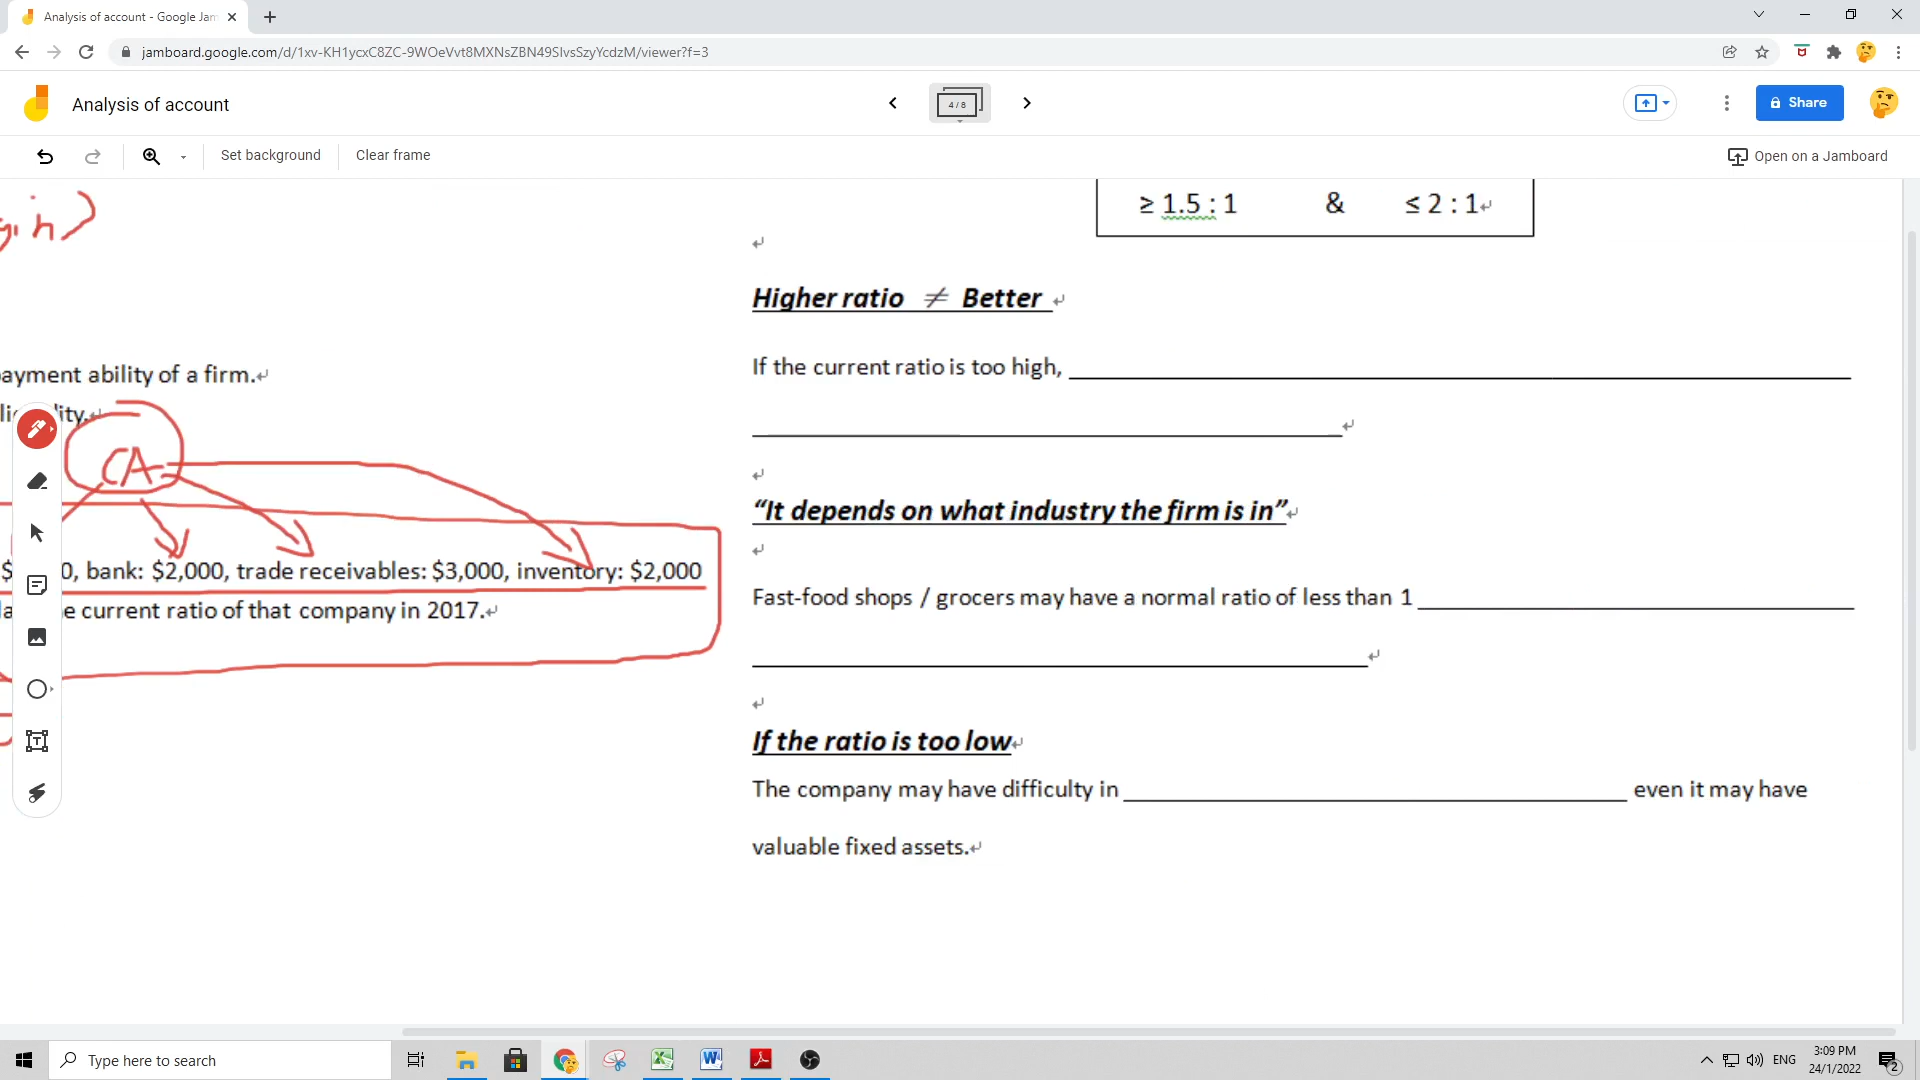 Analysis of account - Google Jam
jamboard.google.com/d/1xv-KH1ycxC8ZC-9WOeVvt8MXNsZBN49SlvsSzyYcdzM/viewer?f=3
Analysis of account
4 / 8
Share
Set background
Clear frame
Open on a Jamboard
≥ 1.5 : 1 & ≤ 2 : 1
Higher ratio ≠ Better
ayment ability of a firm.
If the current ratio is too high,
ity.
CA
"It depends on what industry the firm is in"
0, bank: $2,000, trade receivables: $3,000, inventory: $2,000
e current ratio of that company in 2017.
Fast-food shops / grocers may have a normal ratio of less than 1
If the ratio is too low
The company may have difficulty in ______ even it may have
valuable fixed assets.
Type here to search
ENG
3:09 PM
24/1/2022
2